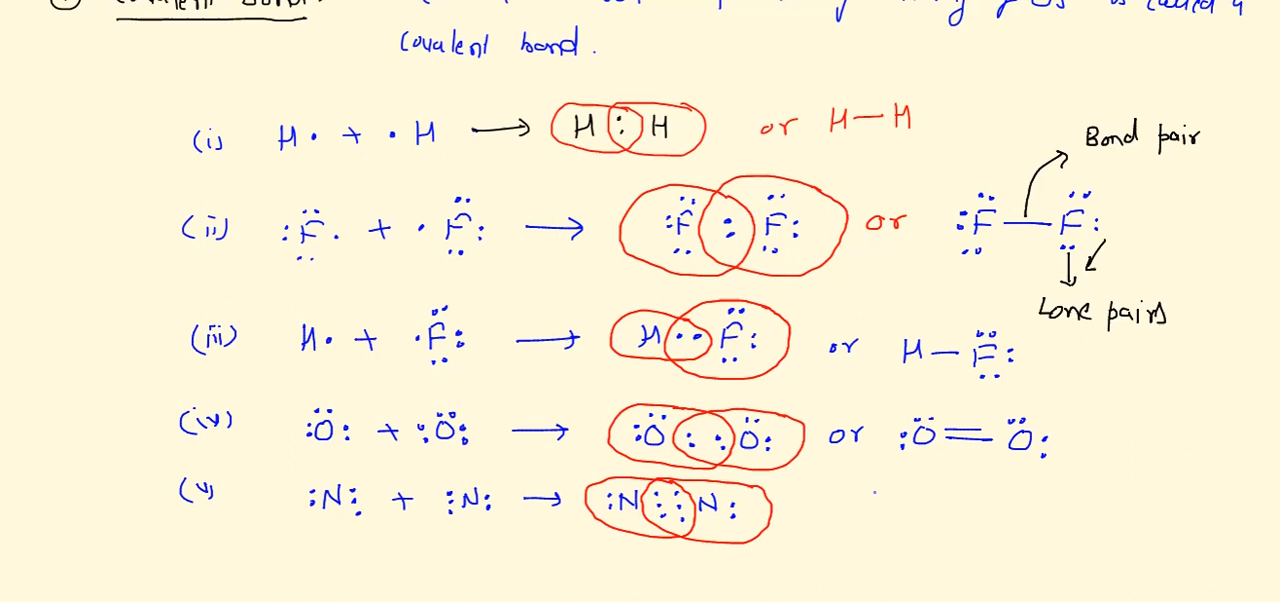 covalent bond.
(i) H· + ·H → H : H or H—H
Bond pair
(ii) :F̤̈· + ·F̤̈: → :F̤̈ : F̤̈: or :F̤̈—F̤̈:
Lone pairs
(iii) H· + ·F̤̈: → H ·· F̤̈: or H—F̤̈:
(iv) :Ö: + :Ö: → :Ö: :Ö: or :Ö=Ö:
(v) :N⋮ + ⋮N: → :N⋮⋮N: